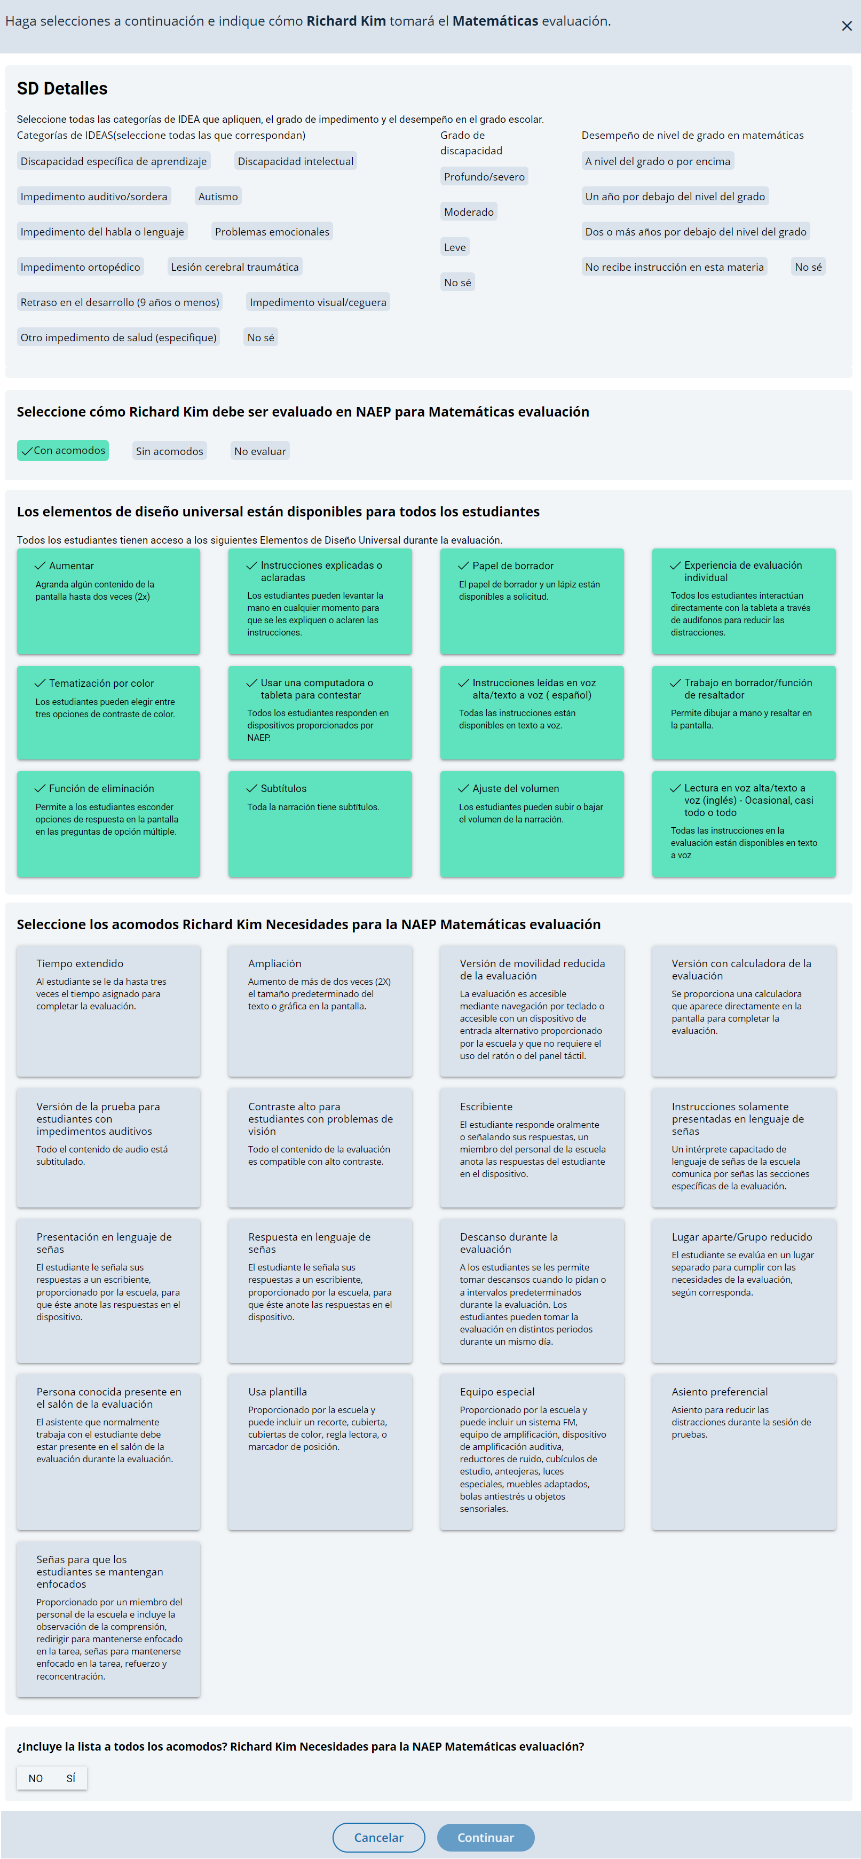 Haga selecciones a continuación e indique cómo Richard Kim tomará el Matemáticas evaluación.
SD Detalles
Seleccione todas las categorías de IDEA que apliquen, el grado de impedimento y el desempeño en el grado escolar.
Categorías de IDEAS(seleccione todas las que correspondan)
Discapacidad específica de aprendizaje
Discapacidad intelectual
Impedimento auditivo/sordera
Autismo
Impedimento del habla o lenguaje
Problemas emocionales
Impedimento ortopédico
Lesión cerebral traumática
Retraso en el desarrollo (9 años o menos)
Impedimento visual/ceguera
Otro impedimento de salud (especifique)
No sé
Grado de
discapacidad
Profundo/severo
Moderado
Leve
No sé
Desempeño de nivel de grado en matemáticas
A nivel del grado o por encima
Un año por debajo del nivel del grado
Dos o más años por debajo del nivel del grado
No recibe instrucción en esta materia
No sé
Seleccione cómo Richard Kim debe ser evaluado en NAEP para Matemáticas evaluación
Con acomodos
Sin acomodos
No evaluar
Los elementos de diseño universal están disponibles para todos los estudiantes
Todos los estudiantes tienen acceso a los siguientes Elementos de Diseño Universal durante la evaluación.
Aumentar
Agranda algún contenido de la
pantalla hasta dos veces (2x)
Instrucciones explicadas o
aclaradas
Los estudiantes pueden levantar la
mano en cualquier momento para
que se les expliquen o aclaren las
instrucciones.
Papel de borrador
El papel de borrador y un lápiz están
disponibles a solicitud.
Experiencia de evaluación
individual
Todos los estudiantes interactúan
directamente con la tableta a través
de audífonos para reducir las
distracciones.
Tematización por color
Los estudiantes pueden elegir entre
tres opciones de contraste de color.
Usar una computadora o
tableta para contestar
Todos los estudiantes responden en
dispositivos proporcionados por
NAEP.
Instrucciones leídas en voz
alta/texto a voz ( español)
Todas las instrucciones están
disponibles en texto a voz.
Trabajo en borrador/función
de resaltador
Permite dibujar a mano y resaltar en
la pantalla.
Función de eliminación
Permite a los estudiantes esconder
opciones de respuesta en la pantalla
en las preguntas de opción múltiple.
Subtítulos
Toda la narración tiene subtítulos.
Ajuste del volumen
Los estudiantes pueden subir o bajar
el volumen de la narración.
Lectura en voz alta/texto a
voz (inglés) - Ocasional, casi
todo o todo
Todas las instrucciones en la
evaluación están disponibles en texto
a voz
Seleccione los acomodos Richard Kim Necesidades para la NAEP Matemáticas evaluación
Tiempo extendido
Al estudiante se le da hasta tres
veces el tiempo asignado para
completar la evaluación.
Ampliación
Aumento de más de dos veces (2X)
el tamaño predeterminado del
texto o gráfica en la pantalla.
Versión de movilidad reducida
de la evaluación
La evaluación es accesible
mediante navegación por teclado o
accesible con un dispositivo de
entrada alternativo proporcionado
por la escuela y que no requiere el
uso del ratón o del panel táctil.
Versión con calculadora de la
evaluación
Se proporciona una calculadora
que aparece directamente en la
pantalla para completar la
evaluación.
Versión de la prueba para
estudiantes con
impedimentos auditivos
Todo el contenido de audio está
subtitulado.
Contraste alto para
estudiantes con problemas de
visión
Todo el contenido de la evaluación
es compatible con alto contraste.
Escribiente
El estudiante responde oralmente
o señalando sus respuestas, un
miembro del personal de la escuela
anota las respuestas del estudiante
en el dispositivo.
Instrucciones solamente
presentadas en lenguaje de
señas
Un intérprete capacitado de
lenguaje de señas de la escuela
comunica por señas las secciones
específicas de la evaluación.
Presentación en lenguaje de
señas
El estudiante le señala sus
respuestas a un escribiente,
proporcionado por la escuela, para
que éste anote las respuestas en el
dispositivo.
Respuesta en lenguaje de
señas
El estudiante le señala sus
respuestas a un escribiente,
proporcionado por la escuela, para
que éste anote las respuestas en el
dispositivo.
Descanso durante la
evaluación
A los estudiantes se les permite
tomar descansos cuando lo pidan o
a intervalos predeterminados
durante la evaluación. Los
estudiantes pueden tomar la
evaluación en distintos periodos
durante un mismo día.
Lugar aparte/Grupo reducido
El estudiante se evalúa en un lugar
separado para cumplir con las
necesidades de la evaluación,
según corresponda.
Persona conocida presente en
el salón de la evaluación
El asistente que normalmente
trabaja con el estudiante debe
estar presente en el salón de la
evaluación durante la evaluación.
Usa plantilla
Proporcionado por la escuela y
puede incluir un recorte, cubierta,
cubiertas de color, regla lectora, o
marcador de posición.
Equipo especial
Proporcionado por la escuela y
puede incluir un sistema FM,
equipo de amplificación, dispositivo
de amplificación auditiva,
reductores de ruido, cubículos de
estudio, anteojeras, luces
especiales, muebles adaptados,
bolas antiestrés u objetos
sensoriales.
Asiento preferencial
Asiento para reducir las
distracciones durante la sesión de
pruebas.
Señas para que los
estudiantes se mantengan
enfocados
Proporcionado por un miembro del
personal de la escuela e incluye la
observación de la comprensión,
redirigir para mantenerse enfocado
en la tarea, señas para mantenerse
enfocado en la tarea, refuerzo y
reconcentración.
¿Incluye la lista a todos los acomodos? Richard Kim Necesidades para la NAEP Matemáticas evaluación?
NO
SÍ
Cancelar
Continuar